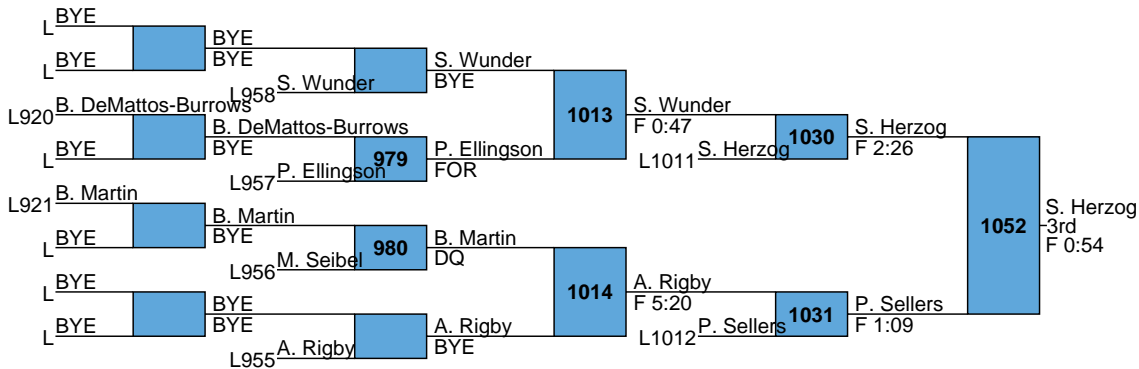 L BYE
L BYE
BYE
BYE
L958 S. Wunder
S. Wunder
BYE
L920 B. DeMattos-Burrows
L BYE
B. DeMattos-Burrows
BYE
979
L957 P. Ellingson
P. Ellingson
FOR
1013
S. Wunder
F 0:47
L1011 S. Herzog
1030
S. Herzog
F 2:26
L921 B. Martin
L BYE
B. Martin
BYE
980
L956 M. Seibel
B. Martin
DQ
L BYE
L BYE
BYE
BYE
L955 A. Rigby
A. Rigby
BYE
1014
A. Rigby
F 5:20
L1012 P. Sellers
1031
P. Sellers
F 1:09
1052
S. Herzog
3rd
F 0:54